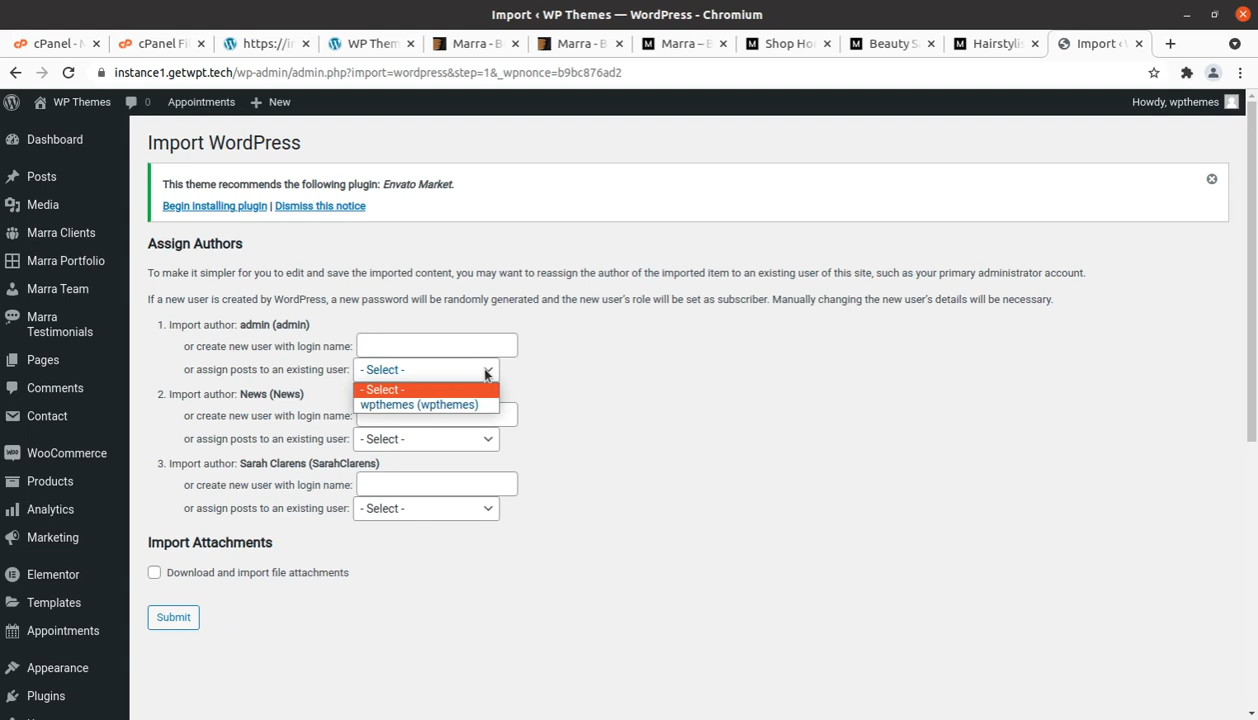 Import ‹ WP Themes — WordPress - Chromium
cPanel - M
cPanel Fi
https://i
WP Them
Marra - B
Marra - B
Marra – B
Shop Ho
Beauty S
Hairstyli
Import ‹
instance1.getwpt.tech/wp-admin/admin.php?import=wordpress&step=1&_wpnonce=b9bc876ad2
WP Themes 0 Appointments + New Howdy, wpthemes
Dashboard
Posts
Media
Marra Clients
Marra Portfolio
Marra Team
Marra
Testimonials
Pages
Comments
Contact
WooCommerce
Products
Analytics
Marketing
Elementor
Templates
Appointments
Appearance
Plugins
Import WordPress
This theme recommends the following plugin: Envato Market.
Begin installing plugin | Dismiss this notice
Assign Authors
To make it simpler for you to edit and save the imported content, you may want to reassign the author of the imported item to an existing user of this site, such as your primary administrator account.
If a new user is created by WordPress, a new password will be randomly generated and the new user's role will be set as subscriber. Manually changing the new user's details will be necessary.
1. Import author: admin (admin)
or create new user with login name:
or assign posts to an existing user: - Select -
- Select -
wpthemes (wpthemes)
2. Import author: News (News)
or create new user with login name:
or assign posts to an existing user: - Select -
3. Import author: Sarah Clarens (SarahClarens)
or create new user with login name:
or assign posts to an existing user: - Select -
Import Attachments
Download and import file attachments
Submit